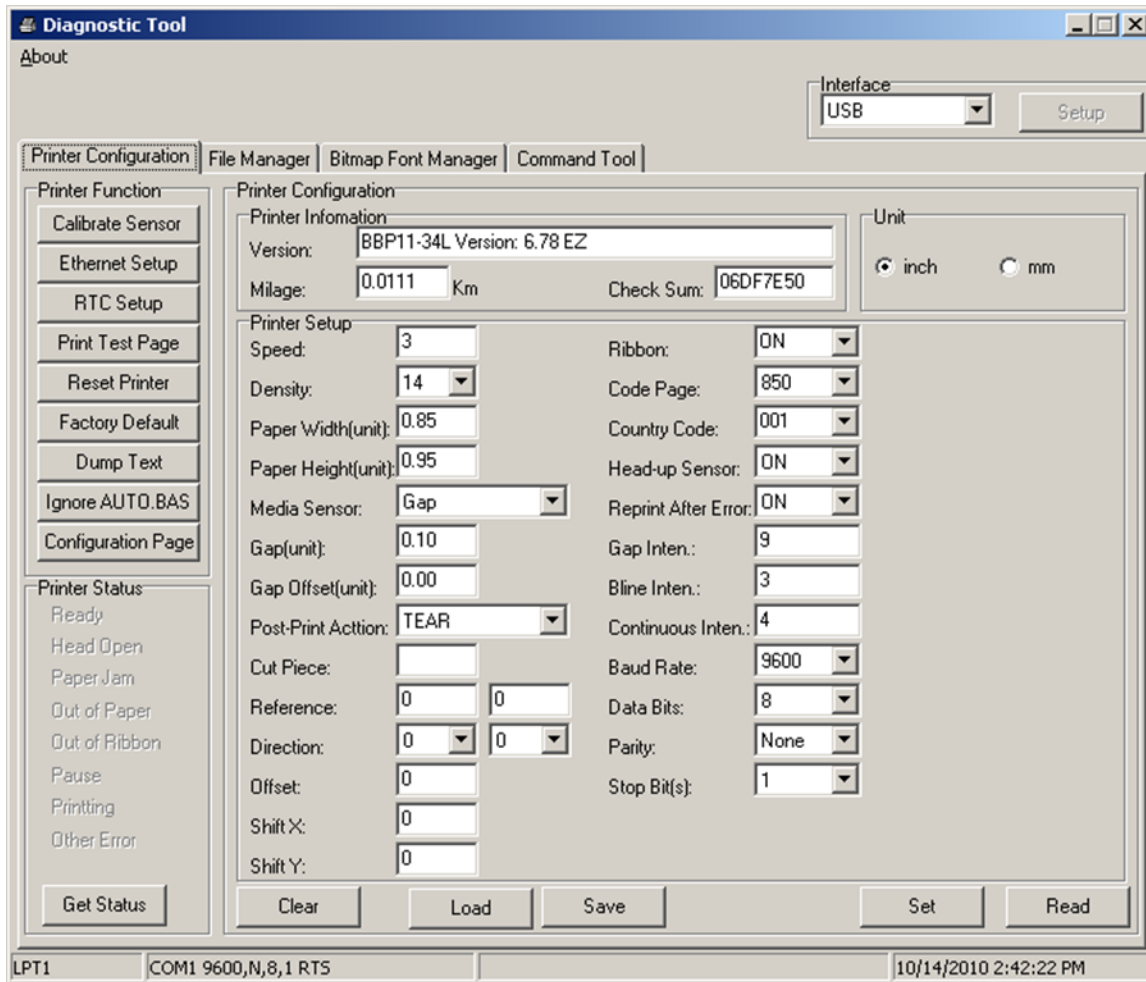 Diagnostic Tool
About
Interface
USB
Setup
Printer Configuration
File Manager
Bitmap Font Manager
Command Tool
Printer Function
Calibrate Sensor
Ethernet Setup
RTC Setup
Print Test Page
Reset Printer
Factory Default
Dump Text
Ignore AUTO.BAS
Configuration Page
Printer Status
Ready
Head Open
Paper Jam
Out of Paper
Out of Ribbon
Pause
Printting
Other Error
Get Status
Printer Configuration
Printer Infomation
Version: BBP11-34L Version: 6.78 EZ
Milage: 0.0111 Km
Check Sum: 06DF7E50
Unit
inch
mm
Printer Setup
Speed: 3
Density: 14
Paper Width(unit): 0.85
Paper Height(unit): 0.95
Media Sensor: Gap
Gap(unit): 0.10
Gap Offset(unit): 0.00
Post-Print Acttion: TEAR
Cut Piece:
Reference: 0 0
Direction: 0 0
Offset: 0
Shift X: 0
Shift Y: 0
Ribbon: ON
Code Page: 850
Country Code: 001
Head-up Sensor: ON
Reprint After Error: ON
Gap Inten.: 9
Bline Inten.: 3
Continuous Inten.: 4
Baud Rate: 9600
Data Bits: 8
Parity: None
Stop Bit(s): 1
Clear
Load
Save
Set
Read
LPT1
COM1 9600,N,8,1 RTS
10/14/2010 2:42:22 PM